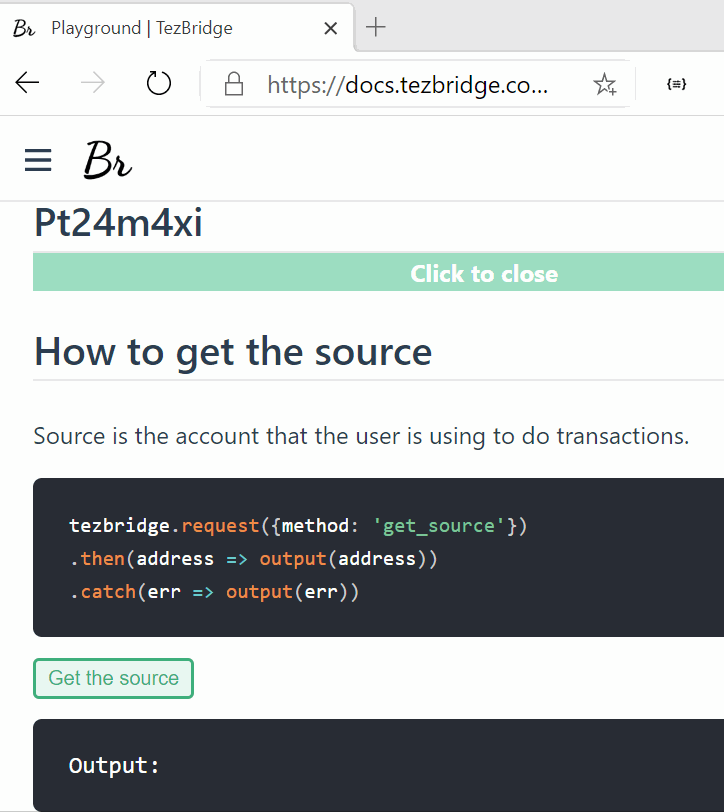 Br Playground | TezBridge
https://docs.tezbridge.co...
Br
Pt24m4xi
Click to close
How to get the source
Source is the account that the user is using to do transactions.
tezbridge.request({method: 'get_source'})
.then(address => output(address))
.catch(err => output(err))
Get the source
Output: